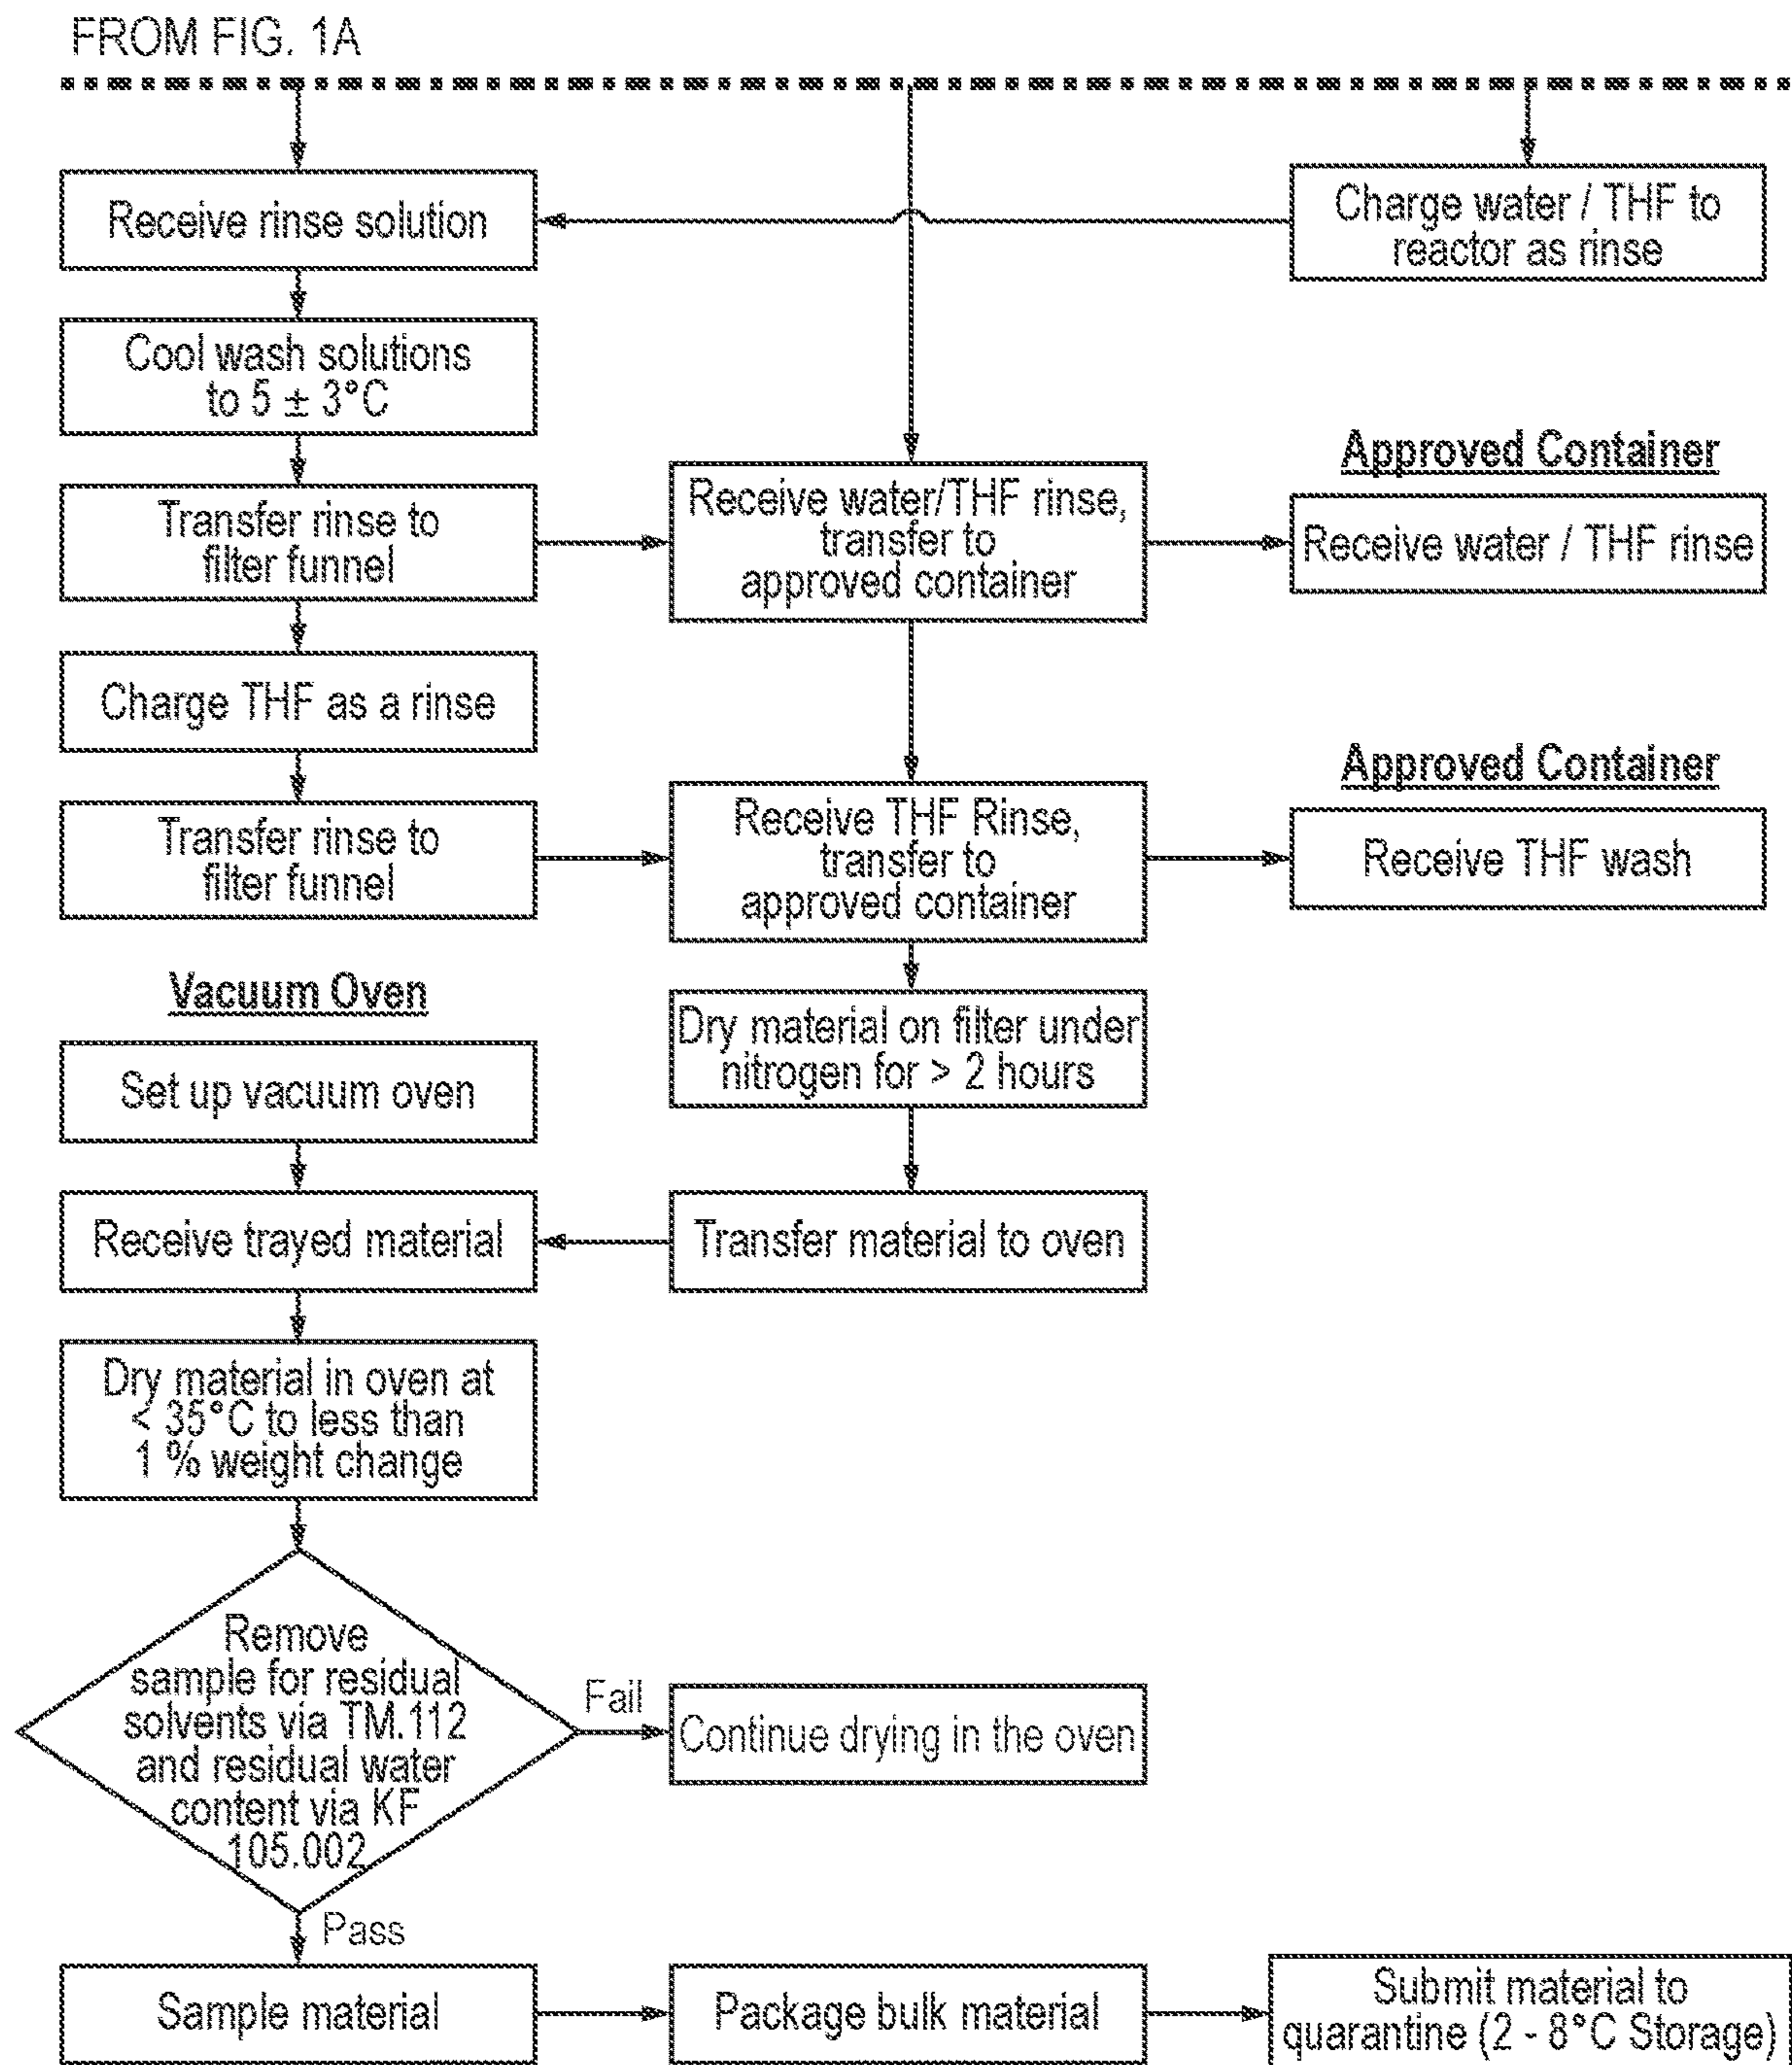 FROM FIG. 1A
Receive rinse solution
Charge water / THF to
reactor as rinse
Cool wash solutions
to 5 ± 3°C
Transfer rinse to
filter funnel
Receive water/THF rinse,
transfer to
approved container
Approved Container
Receive water / THF rinse
Charge THF as a rinse
Transfer rinse to
filter funnel
Receive THF Rinse,
transfer to
approved container
Approved Container
Receive THF wash
Vacuum Oven
Set up vacuum oven
Dry material on filter under
nitrogen for > 2 hours
Receive trayed material
Transfer material to oven
Dry material in oven at
< 35°C to less than
1 % weight change
Remove
sample for residual
solvents via TM.112
and residual water
content via KF
105.002
Fail
Continue drying in the oven
Pass
Sample material
Package bulk material
Submit material to
quarantine (2 - 8°C Storage)